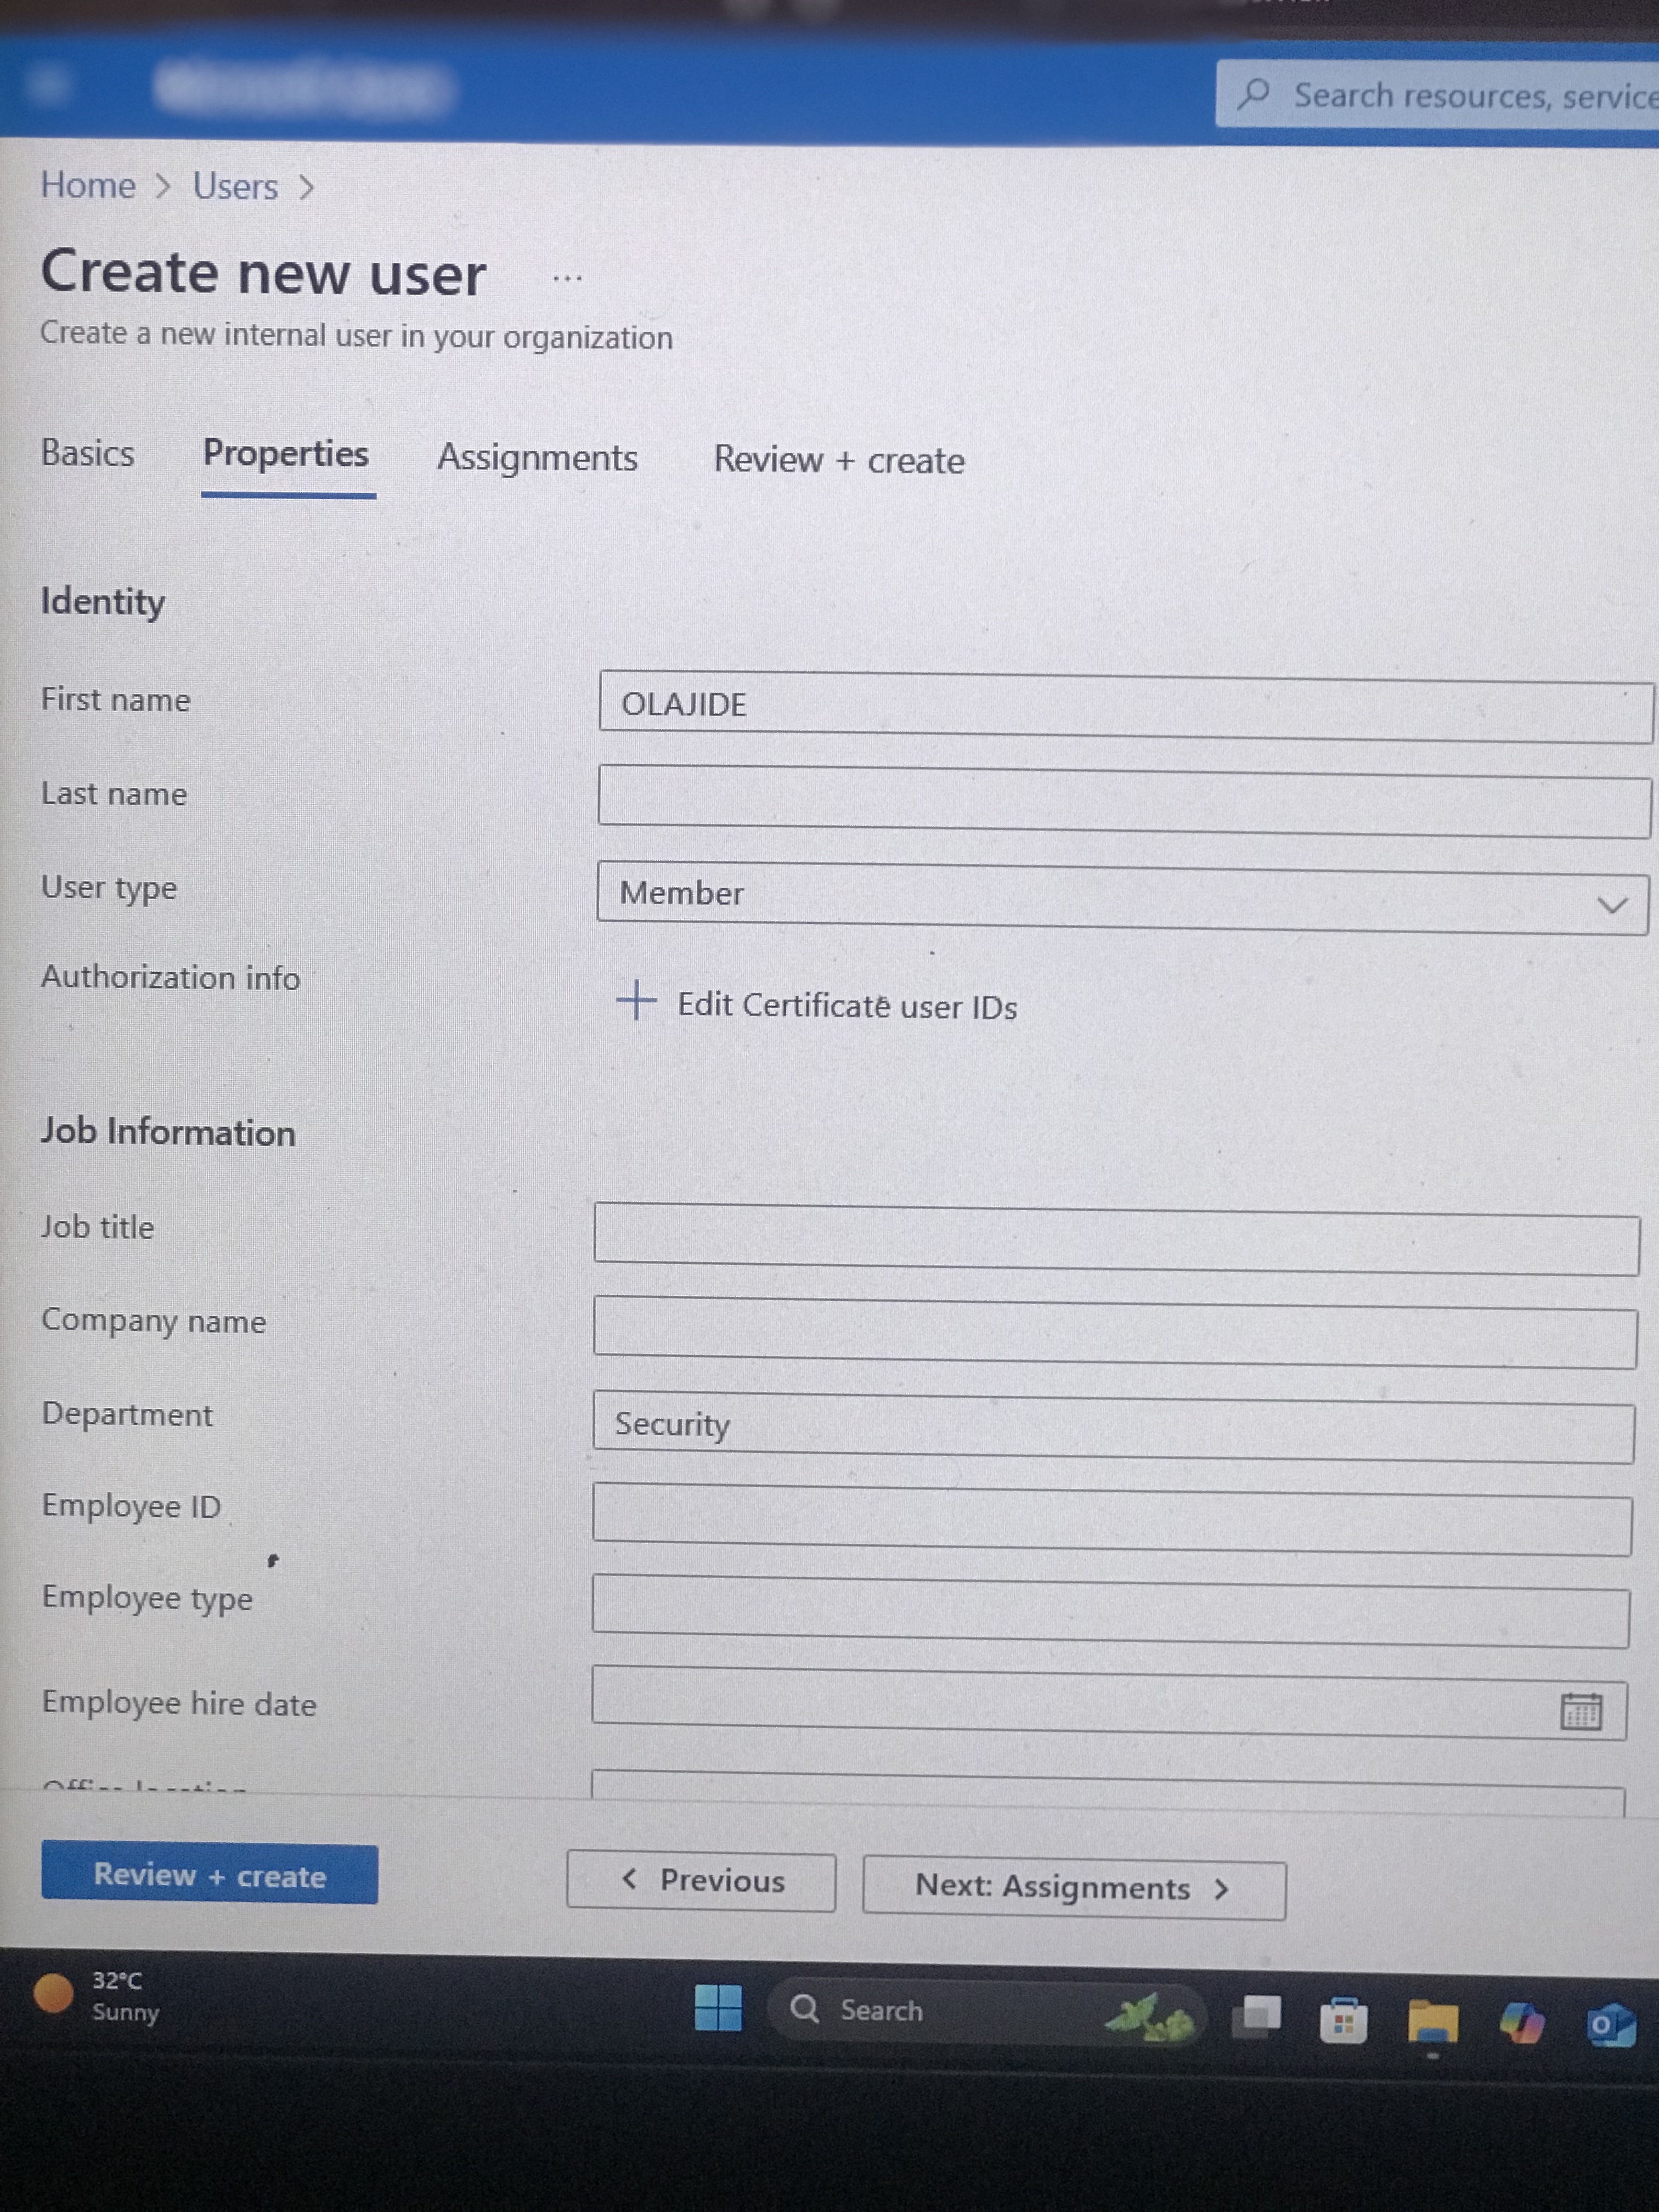 Search resources, service
Home > Users >
Create new user ...
Create a new internal user in your organization
Basics Properties Assignments Review + create
Identity
First name OLAJIDE
Last name
User type Member
Authorization info
+ Edit Certificate user IDs
Job Information
Job title
Company name
Department Security
Employee ID
Employee type
Employee hire date
Review + create < Previous Next: Assignments >
32°C
Sunny
Search